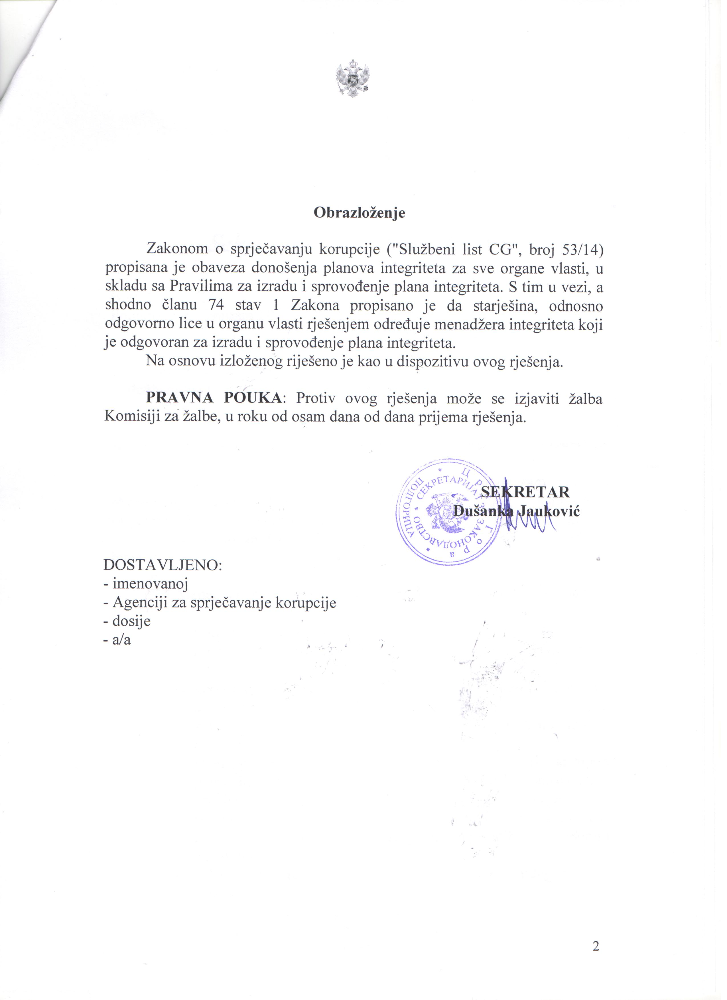 Obrazloženje
Zakonom o sprječavanju korupcije ("Službeni list CG", broj 53/14)
propisana je obaveza donošenja planova integriteta za sve organe vlasti, u
skladu sa Pravilima za izradu i sprovođenje plana integriteta. S tim u vezi, a
shodno članu 74 stav 1 Zakona propisano je da starješina, odnosno
odgovorno lice u organu vlasti rješenjem određuje menadžera integriteta koji
je odgovoran za izradu i sprovođenje plana integriteta.
Na osnovu izloženog riješeno je kao u dispozitivu ovog rješenja.
PRAVNA POUKA: Protiv ovog rješenja može se izjaviti žalba
Komisiji za žalbe, u roku od osam dana od dana prijema rješenja.
SEKRETAR
Dušanka Jauković
* Црна Гора * ПОДГОРИЦА
СЕКРЕТАРИЈАТ ЗА ЗАКОНОДАВСТВО *
DOSTAVLJENO:
- imenovanoj
- Agenciji za sprječavanje korupcije
- dosije
- a/a
2